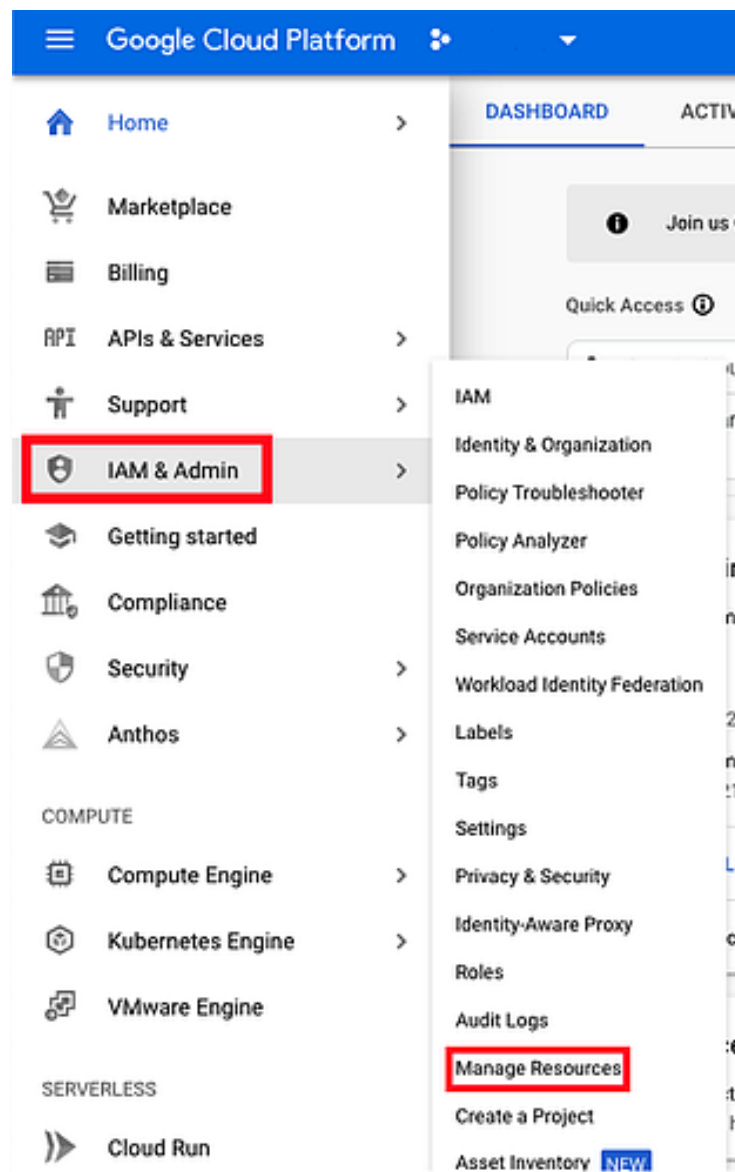 Google Cloud Platform
DASHBOARD
Home
Marketplace
Billing
API APIs & Services
Support
IAM & Admin
Getting started
Compliance
Security
Anthos
COMPUTE
Compute Engine
Kubernetes Engine
VMware Engine
SERVERLESS
Cloud Run
Join us
Quick Access
IAM
Identity & Organization
Policy Troubleshooter
Policy Analyzer
Organization Policies
Service Accounts
Workload Identity Federation
Labels
Tags
Settings
Privacy & Security
Identity-Aware Proxy
Roles
Audit Logs
Manage Resources
Create a Project
Asset Inventory NEW